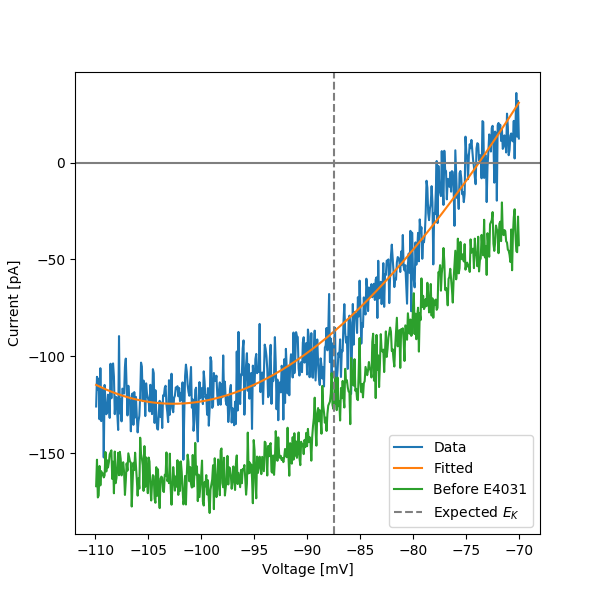 0
−50
−100
−150
Current [pA]
−110 −105 −100 −95 −90 −85 −80 −75 −70
Voltage [mV]
Data
Fitted
Before E4031
Expected E_K